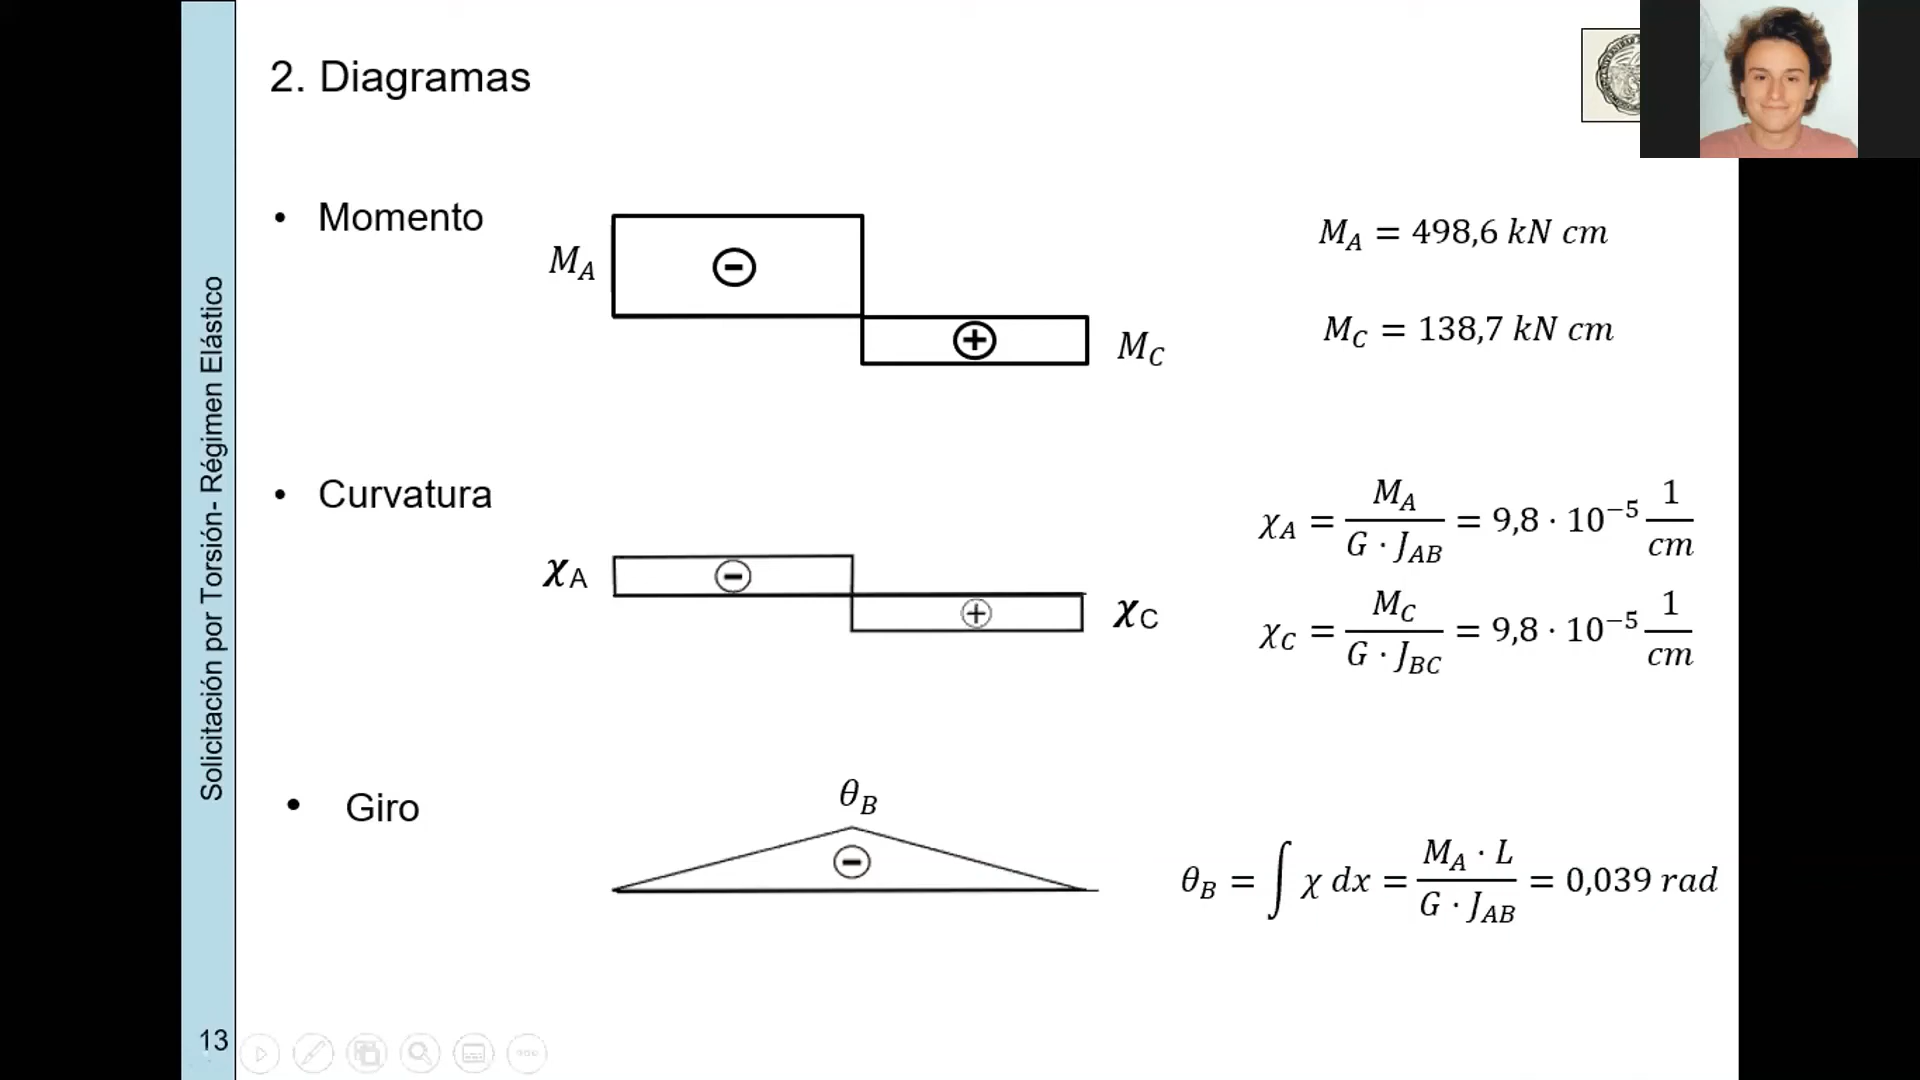 2. Diagramas
• Momento
M_A
−
+
M_C
M_A = 498,6 kN cm
M_C = 138,7 kN cm
• Curvatura
χ_A
−
+
χ_C
χ_A = M_A / (G · J_AB) = 9,8 · 10⁻⁵ 1/cm
χ_C = M_C / (G · J_BC) = 9,8 · 10⁻⁵ 1/cm
• Giro
θ_B
−
θ_B = ∫ χ dx = (M_A · L) / (G · J_AB) = 0,039 rad
Solicitación por Torsión- Régimen Elástico
13